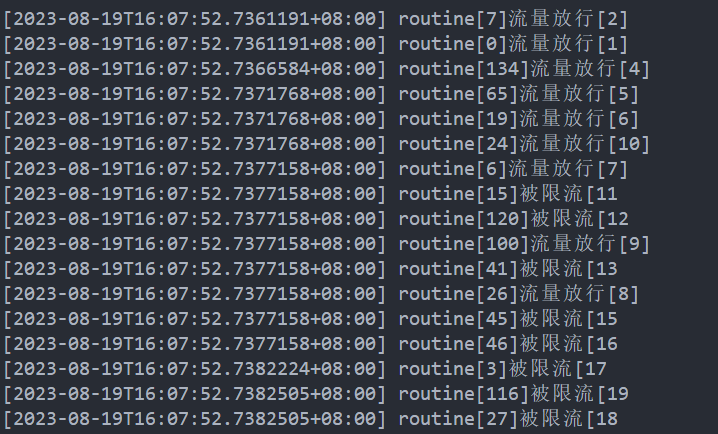 [2023-08-19T16:07:52.7361191+08:00] routine[7]流量放行[2]
[2023-08-19T16:07:52.7361191+08:00] routine[0]流量放行[1]
[2023-08-19T16:07:52.7366584+08:00] routine[134]流量放行[4]
[2023-08-19T16:07:52.7371768+08:00] routine[65]流量放行[5]
[2023-08-19T16:07:52.7371768+08:00] routine[19]流量放行[6]
[2023-08-19T16:07:52.7371768+08:00] routine[24]流量放行[10]
[2023-08-19T16:07:52.7377158+08:00] routine[6]流量放行[7]
[2023-08-19T16:07:52.7377158+08:00] routine[15]被限流[11
[2023-08-19T16:07:52.7377158+08:00] routine[120]被限流[12
[2023-08-19T16:07:52.7377158+08:00] routine[100]流量放行[9]
[2023-08-19T16:07:52.7377158+08:00] routine[41]被限流[13
[2023-08-19T16:07:52.7377158+08:00] routine[26]流量放行[8]
[2023-08-19T16:07:52.7377158+08:00] routine[45]被限流[15
[2023-08-19T16:07:52.7377158+08:00] routine[46]被限流[16
[2023-08-19T16:07:52.7382224+08:00] routine[3]被限流[17
[2023-08-19T16:07:52.7382505+08:00] routine[116]被限流[19
[2023-08-19T16:07:52.7382505+08:00] routine[27]被限流[18